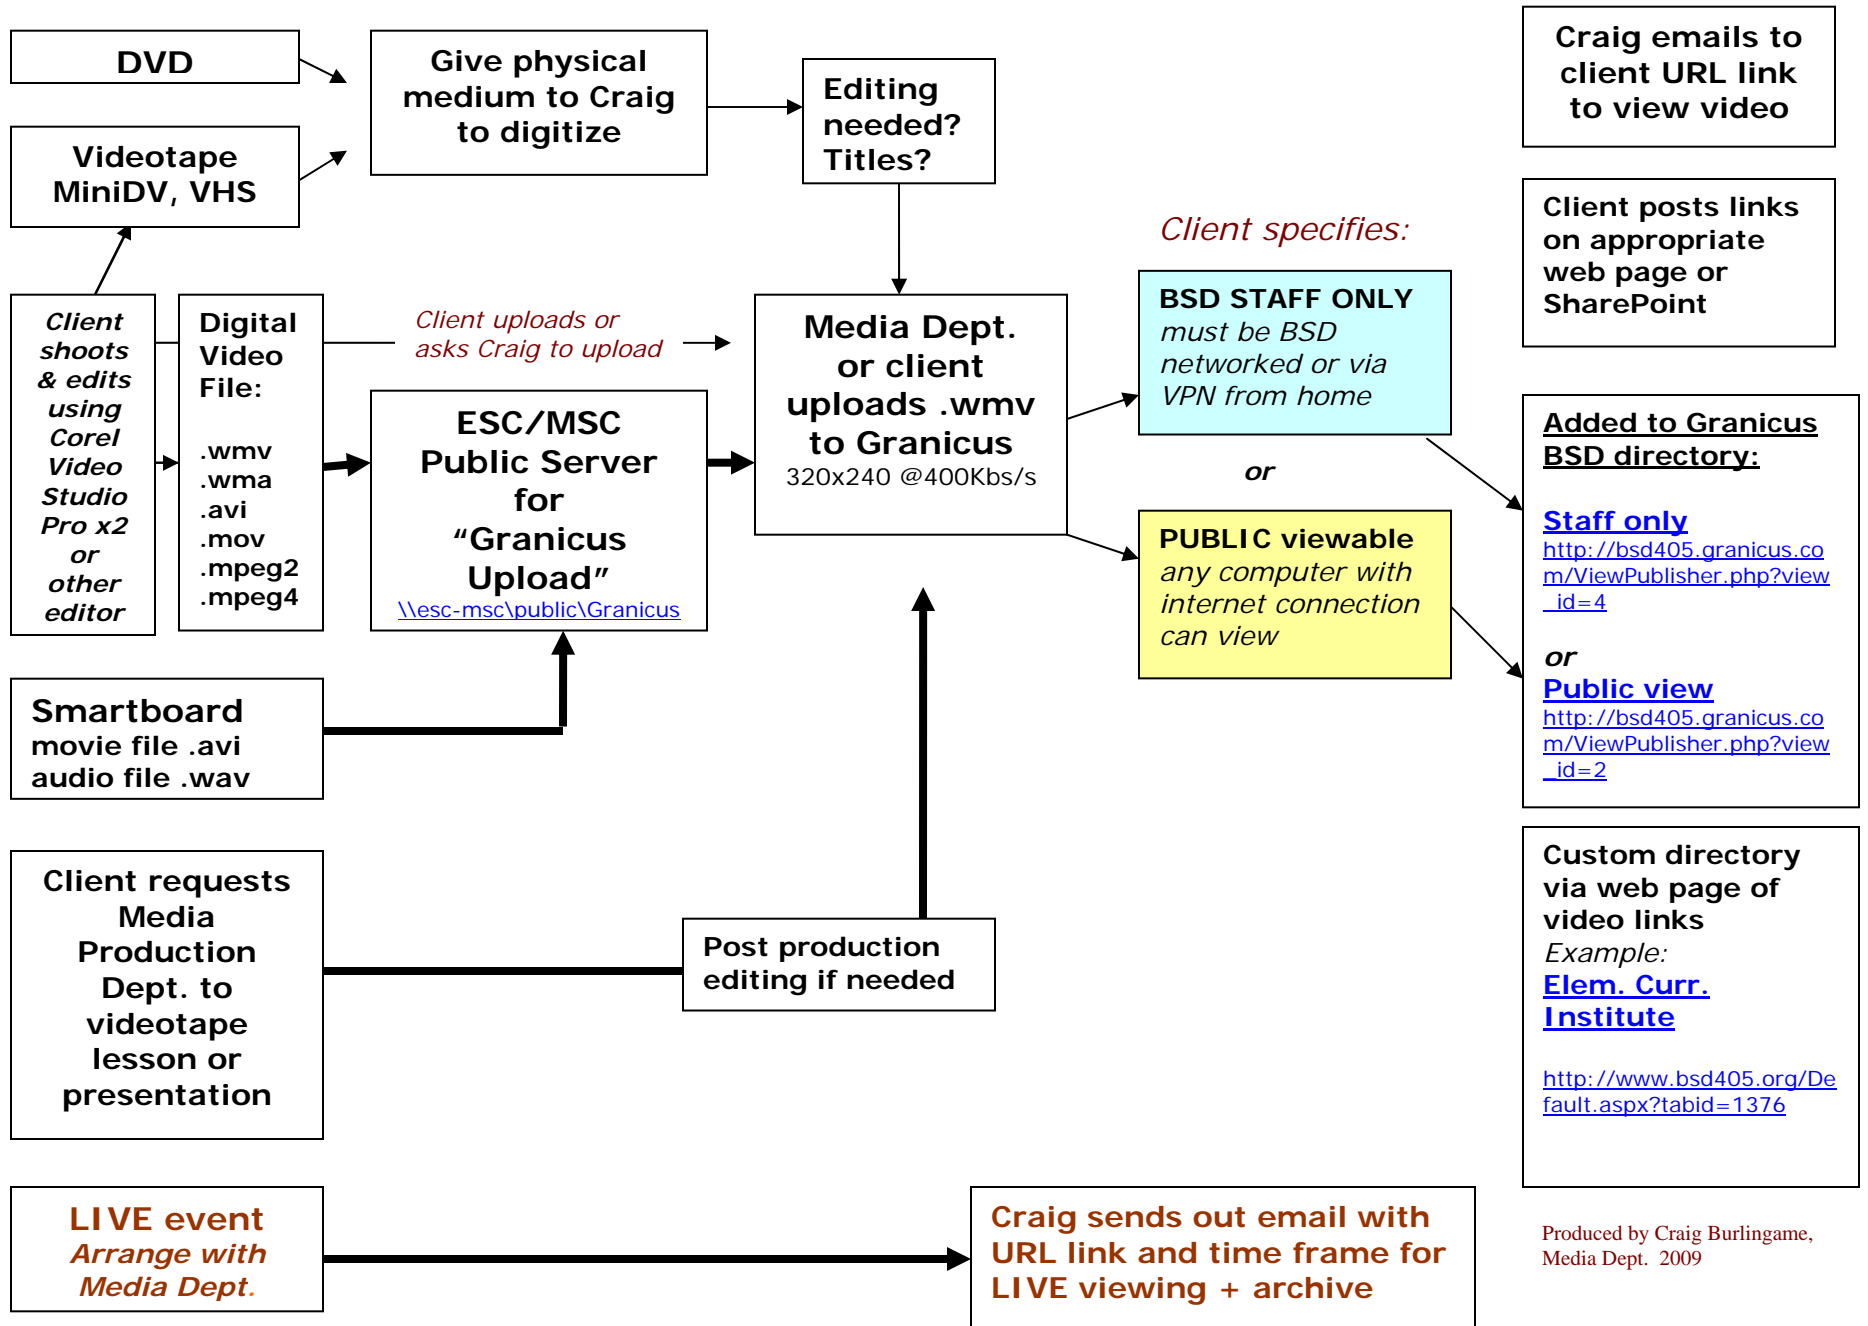 DVD
Give physical
medium to Craig
to digitize
Editing
needed?
Titles?
Craig emails to
client URL link
to view video
Videotape
MiniDV, VHS
Client posts links
on appropriate
web page or
SharePoint
Client specifies:
Client
shoots
& edits
using
Corel
Video
Studio
Pro x2
or
other
editor
Digital
Video
File:
.wmv
.wma
.avi
.mov
.mpeg2
.mpeg4
Client uploads or
asks Craig to upload
ESC/MSC
Public Server
for
“Granicus
Upload”
\\esc-msc\public\Granicus
Media Dept.
or client
uploads .wmv
to Granicus
320x240 @400Kbs/s
BSD STAFF ONLY
must be BSD
networked or via
VPN from home
or
PUBLIC viewable
any computer with
internet connection
can view
Added to Granicus
BSD directory:
Staff only
http://bsd405.granicus.co
m/ViewPublisher.php?view
_id=4
or
Public view
http://bsd405.granicus.co
m/ViewPublisher.php?view
_id=2
Smartboard
movie file .avi
audio file .wav
Client requests
Media
Production
Dept. to
videotape
lesson or
presentation
Post production
editing if needed
Custom directory
via web page of
video links
Example:
Elem. Curr.
Institute
http://www.bsd405.org/De
fault.aspx?tabid=1376
LIVE event
Arrange with
Media Dept.
Craig sends out email with
URL link and time frame for
LIVE viewing + archive
Produced by Craig Burlingame,
Media Dept.  2009